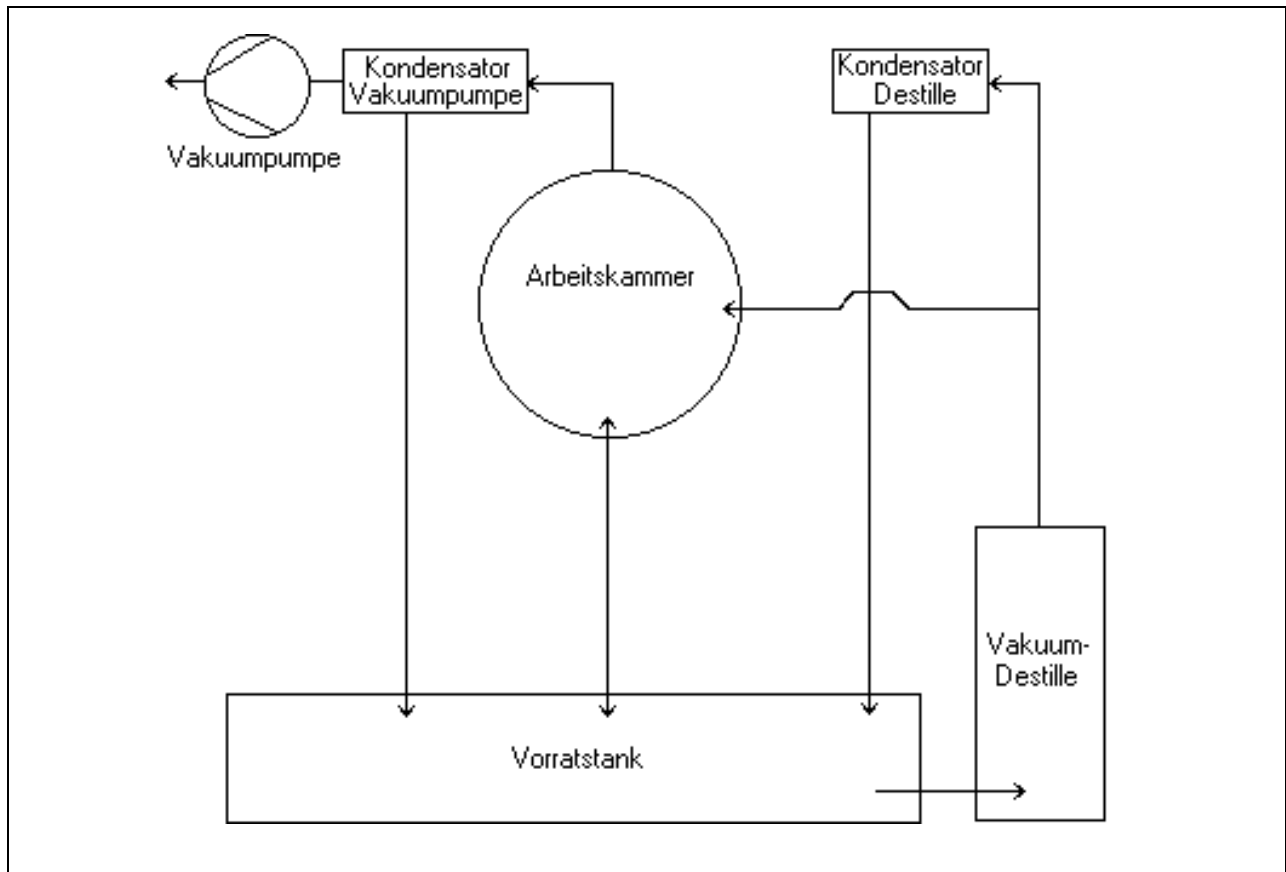 Kondensator
Vakuumpumpe
Kondensator
Destille
Vakuumpumpe
Arbeitskammer
Vakuum-
Destille
Vorratstank